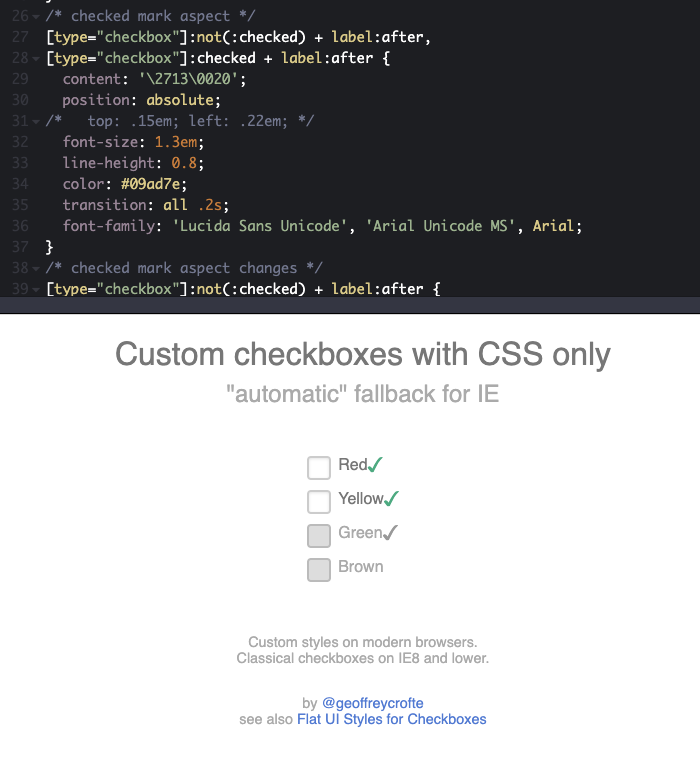 26 /* checked mark aspect */
27 [type="checkbox"]:not(:checked) + label:after,
28 [type="checkbox"]:checked + label:after {
29 content: '\2713\0020';
30 position: absolute;
31 /* top: .15em; left: .22em; */
32 font-size: 1.3em;
33 line-height: 0.8;
34 color: #09ad7e;
35 transition: all .2s;
36 font-family: 'Lucida Sans Unicode', 'Arial Unicode MS', Arial;
37 }
38 /* checked mark aspect changes */
39 [type="checkbox"]:not(:checked) + label:after {
Custom checkboxes with CSS only
"automatic" fallback for IE
Red✓
Yellow✓
Green✓
Brown
Custom styles on modern browsers.
Classical checkboxes on IE8 and lower.
by @geoffreycrofte
see also Flat UI Styles for Checkboxes